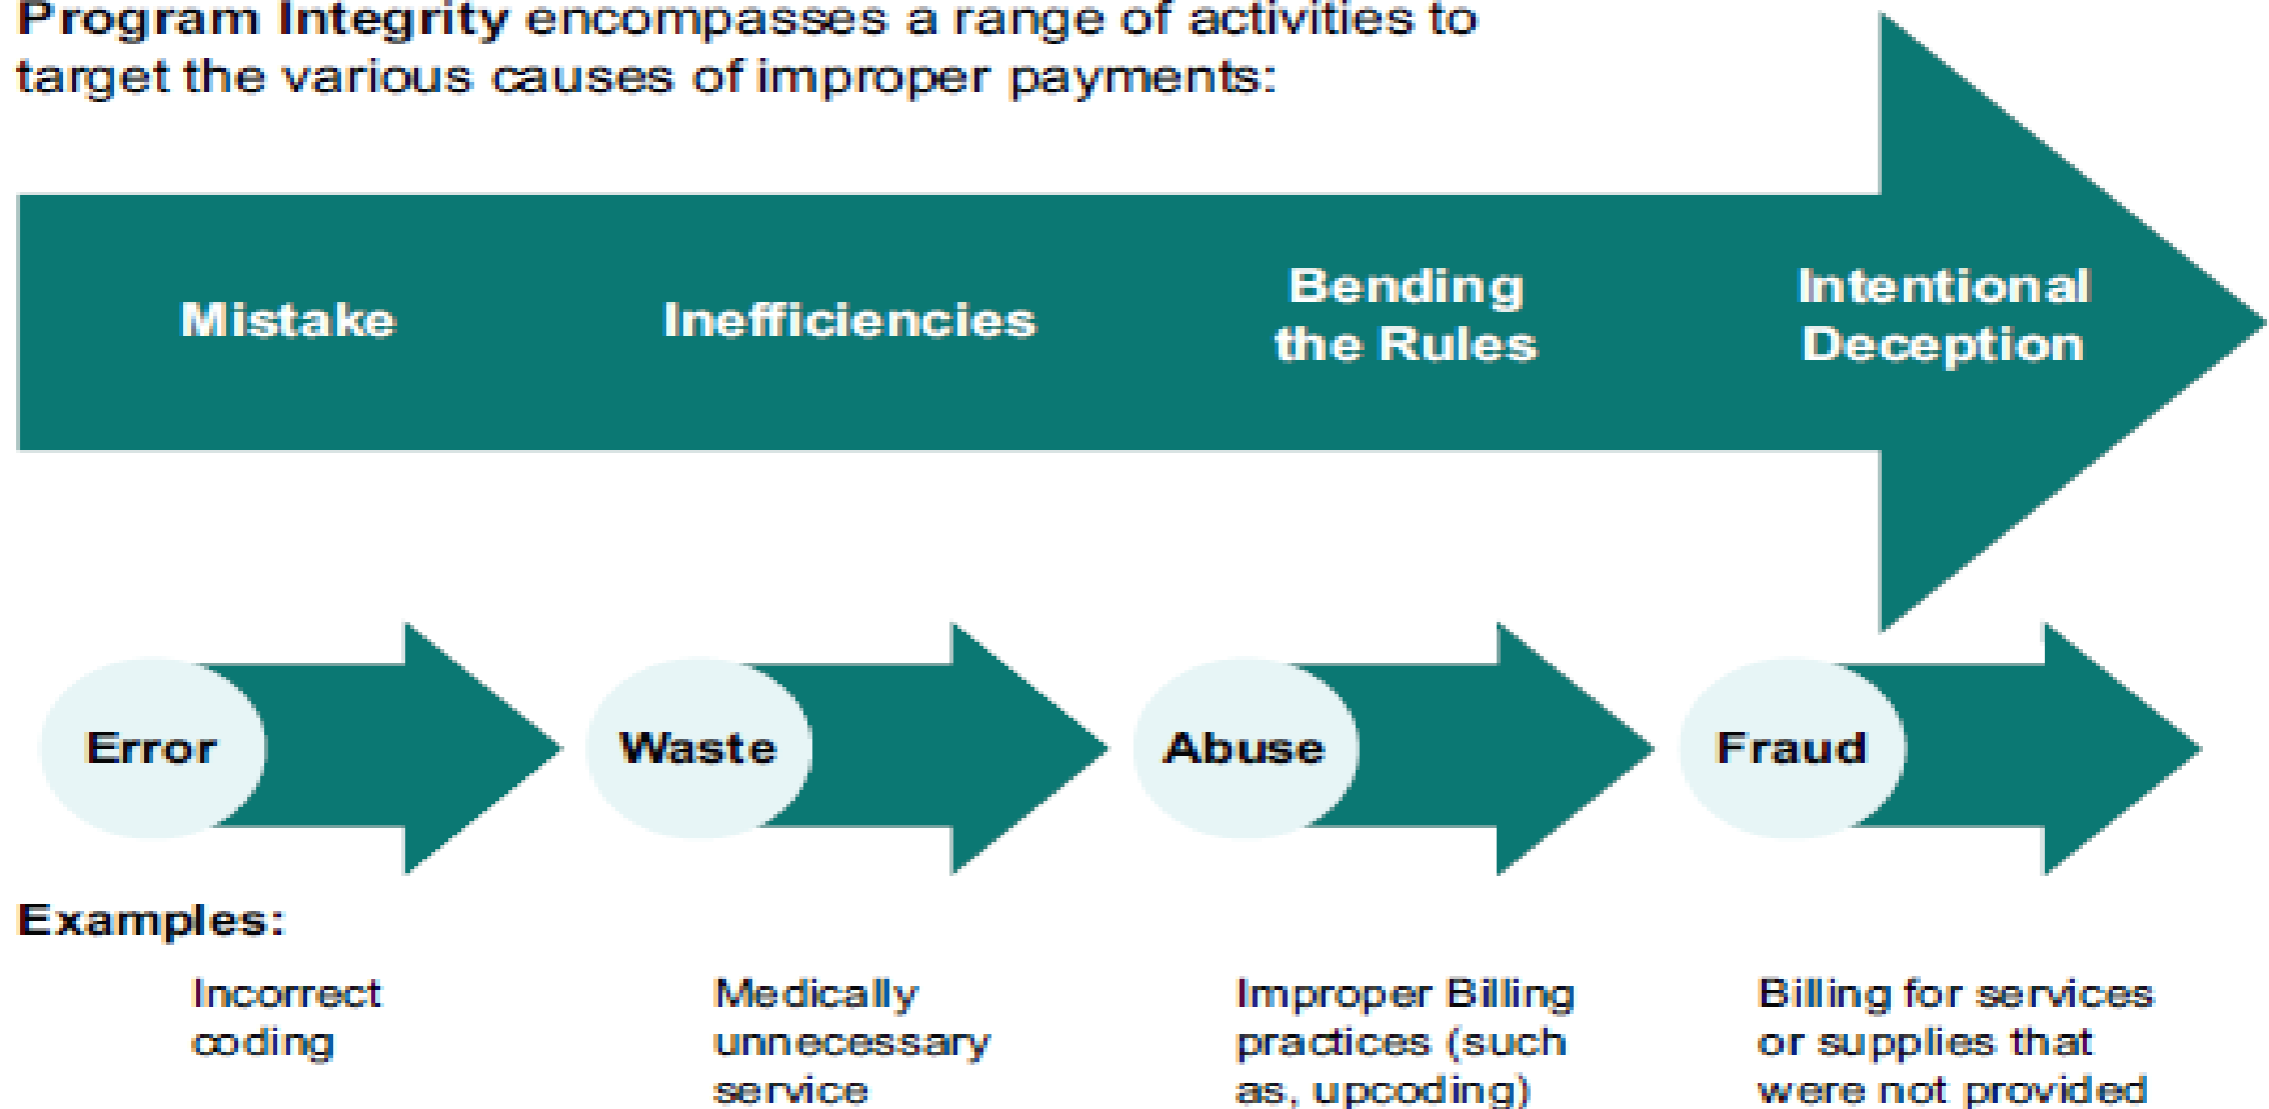 Program Integrity encompasses a range of activities to
target the various causes of improper payments:
Mistake
Inefficiencies
Bending
the Rules
Intentional
Deception
Error
Waste
Abuse
Fraud
Examples:
Incorrect
coding
Medically
unnecessary
service
Improper Billing
practices (such
as, upcoding)
Billing for services
or supplies that
were not provided